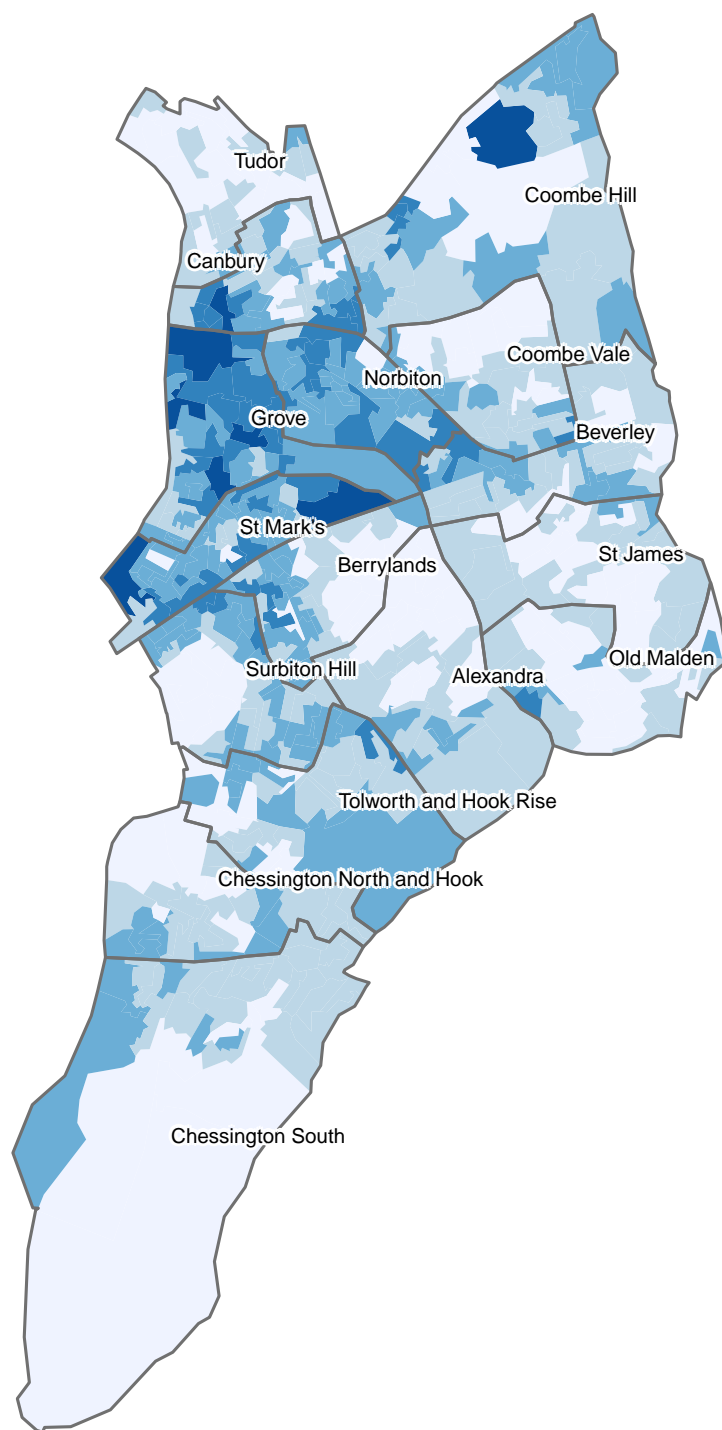 Tudor
Coombe Hill
Canbury
Coombe Vale
Norbiton
Grove
Beverley
St Mark's
St James
Berrylands
Old Malden
Surbiton Hill
Alexandra
Tolworth and Hook Rise
Chessington North and Hook
Chessington South